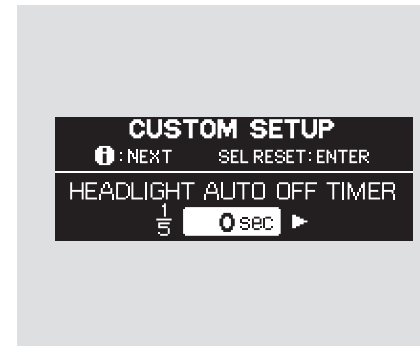 CUSTOM SETUP
i : NEXT SEL RESET : ENTER
HEADLIGHT AUTO OFF TIMER
1/5 0 sec ►